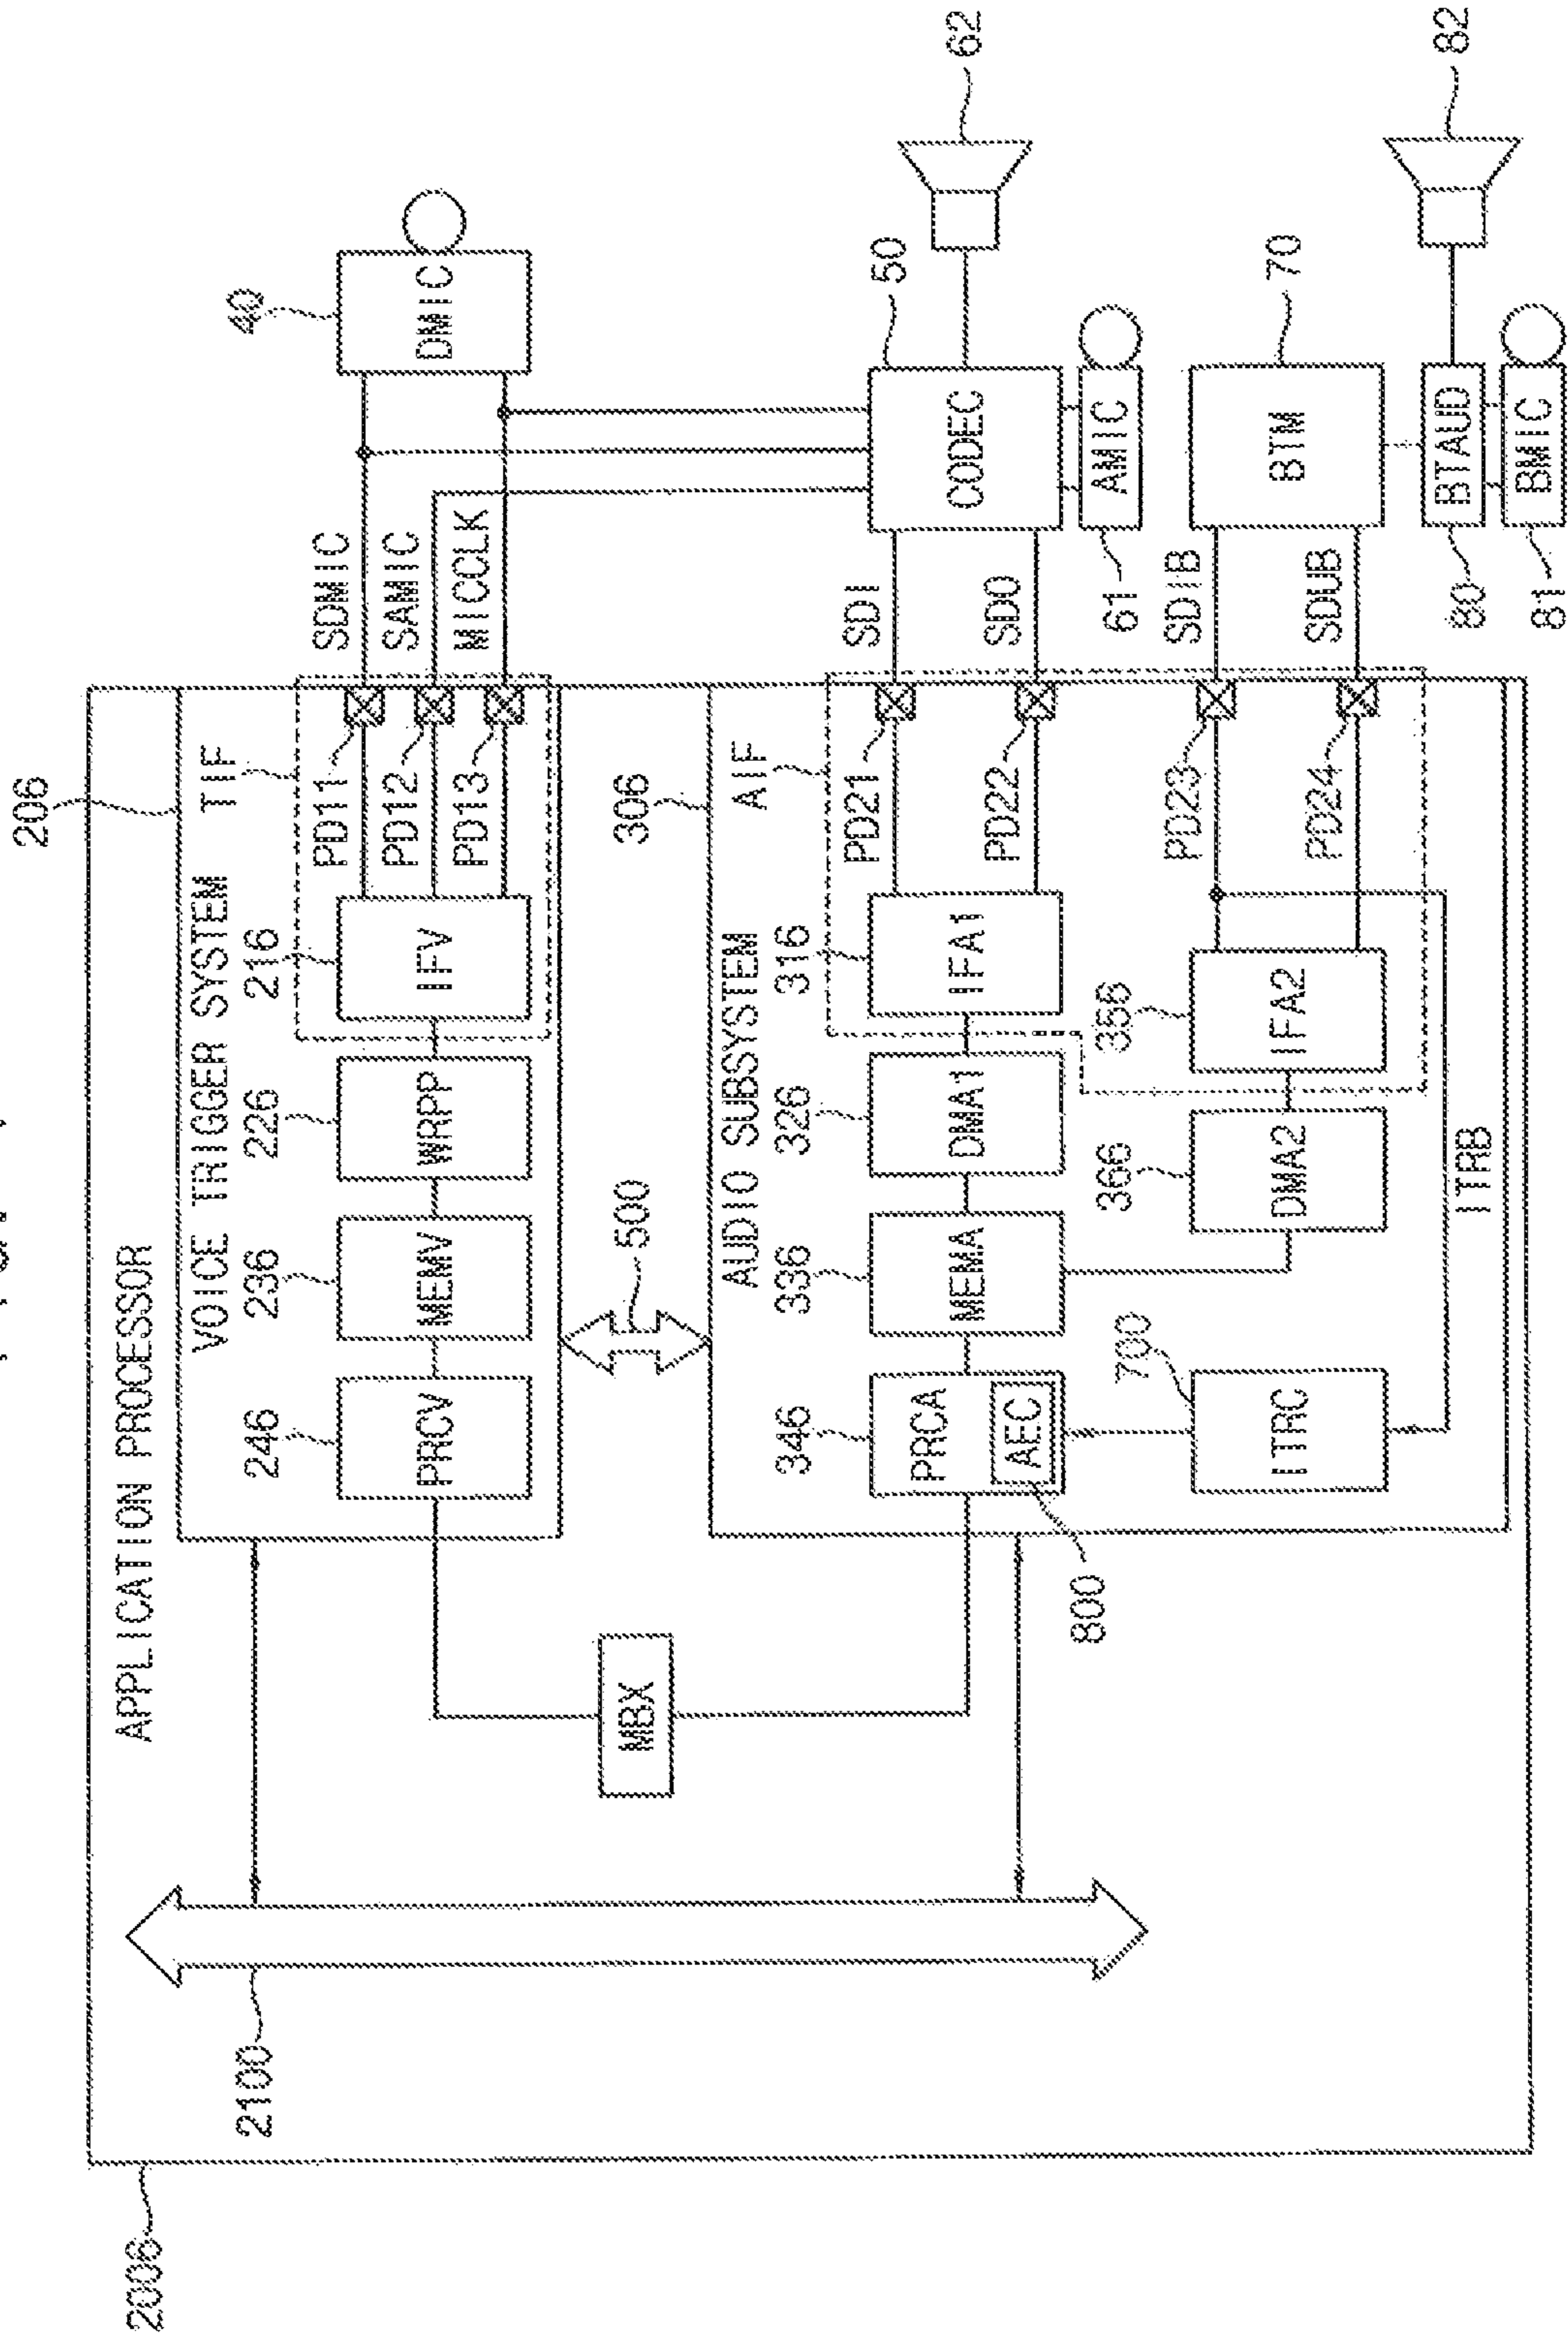 206
APPLICATION PROCESSOR
VOICE TRIGGER SYSTEM
TIF
246
236
226
216
PRCV
MEMV
WRPP
IFV
PD11
PD12
PD13
SDMIC
SAMIC
MICCLK
40
DMIC
2100
2006
MBX
500
306
AUDIO SUBSYSTEM
AIF
346
336
326
316
PRCA
AEC
MEMA
DMA1
IFA1
PD21
PD22
SDI
SDO
50
CODEC
62
61
AMIC
800
700
ITRC
366
DMA2
356
IFA2
PD23
PD24
SDIB
SDUB
70
BTM
ITRB
80
BTAUD
82
81
BMIC